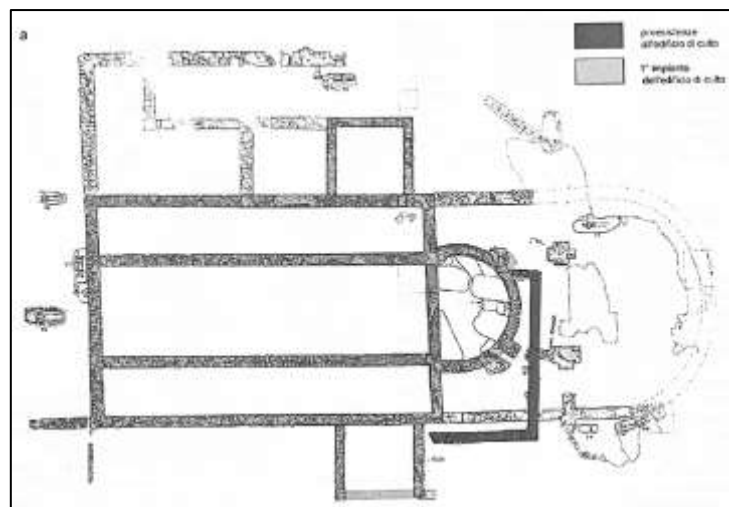 a
preesistenze
all'edificio di culto
1° impianto
dell'edificio di culto